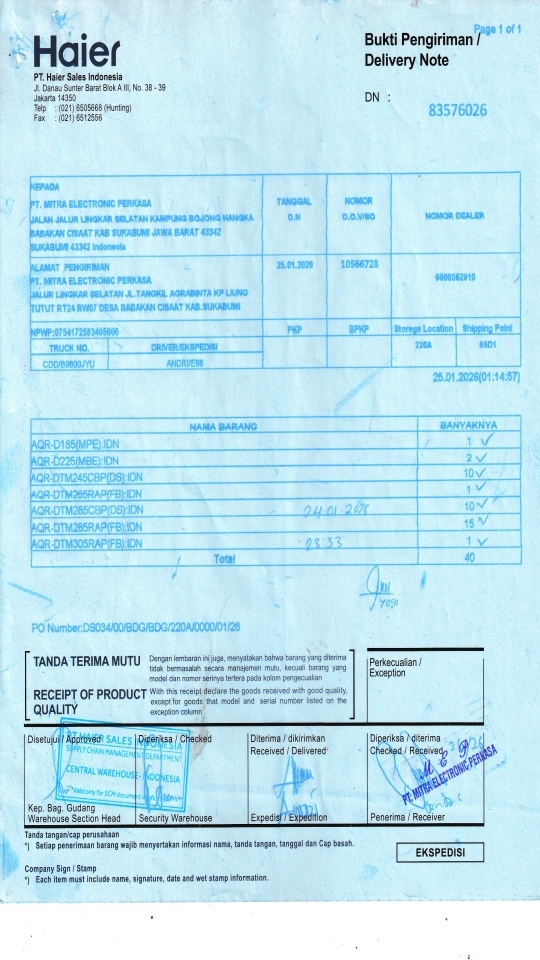 Page 1 of 1
Haier
Bukti Pengiriman /
Delivery Note
PT. Haier Sales Indonesia
Jl. Danau Sunter Barat Blok A III, No. 38 - 39
Jakarta 14350
Telp : (021) 6505668 (Hunting)
Fax : (021) 6512556
DN :
83576026
KEPADA
PT. MITRA ELECTRONIC PERKASA
JALAN JALUR LINGKAR SELATAN KAMPUNG BOJONG NANGKA
BABAKAN CISAAT KAB SUKABUMI JAWA BARAT 43342
SUKABUMI 43342 Indonesia
TANGGAL
D.N
NOMOR
D.O.V/SO
NOMOR DEALER
ALAMAT PENGIRIMAN
PT. MITRA ELECTRONIC PERKASA
JALUR LINGKAR SELATAN JL.TANGKIL AGRABINTA KP LIUNG
TUTUT RT24 RW07 DESA BABAKAN CISAAT KAB.SUKABUMI
25.01.2026
10566728
NPWP:0754172583405000
PKP
BPKP
Storege Location
Shipping Point
TRUCK NO.
DRIVER/EKSPEDISI
220A
65D1
CDD/B9800JYU
25.01.2026(01:14:57)
NAMA BARANG
BANYAKNYA
AQR-D185(MPE):IDN
1
AQR-D225(MBE):IDN
2
AQR-DTM245CBP(DS):IDN
10
AQR-DTM265RAP(FB):IDN
1
AQR-DTM285CBP(DS):IDN
24.01.2026
10
AQR-DTM285RAP(FB):IDN
15
AQR-DTM305RAP(FB):IDN
23:53
1
Total
40
PO Number:DS034/00/BDG/BDG/220A/0000/01/26
TANDA TERIMA MUTU
Dengan lembaran ini juga, menyatakan bahwa barang yang diterima
tidak bermasalah secara manajemen mutu, kecuali barang yang
model dan nomor serinya tertera pada kolom pengecualian
RECEIPT OF PRODUCT
QUALITY
With this receipt declare the goods received with good quality,
except for goods that model and serial number listed on the
exception column
Perkecualian /
Exception
Disetujui / Approved
Diperiksa / Checked
Diterima / dikirimkan
Received / Delivered
Diperiksa / diterima
Checked / Received
PT. HAIER SALES INDONESIA
SUPPLY CHAIN MANAGEMENT DEPARTMENT
CENTRAL WAREHOUSE- INDONESIA
Valid only for SCM document
PT. MITRA ELECTRONIC PERKASA
Kep. Bag. Gudang
Warehouse Section Head
Security Warehouse
Expedisi / Expedition
Penerima / Receiver
Tanda tangan/cap perusahaan
*) Setiap penerimaan barang wajib menyertakan informasi nama, tanda tangan, tanggal dan Cap basah.
EKSPEDISI
Company Sign / Stamp
*) Each item must include name, signature, date and wet stamp information.